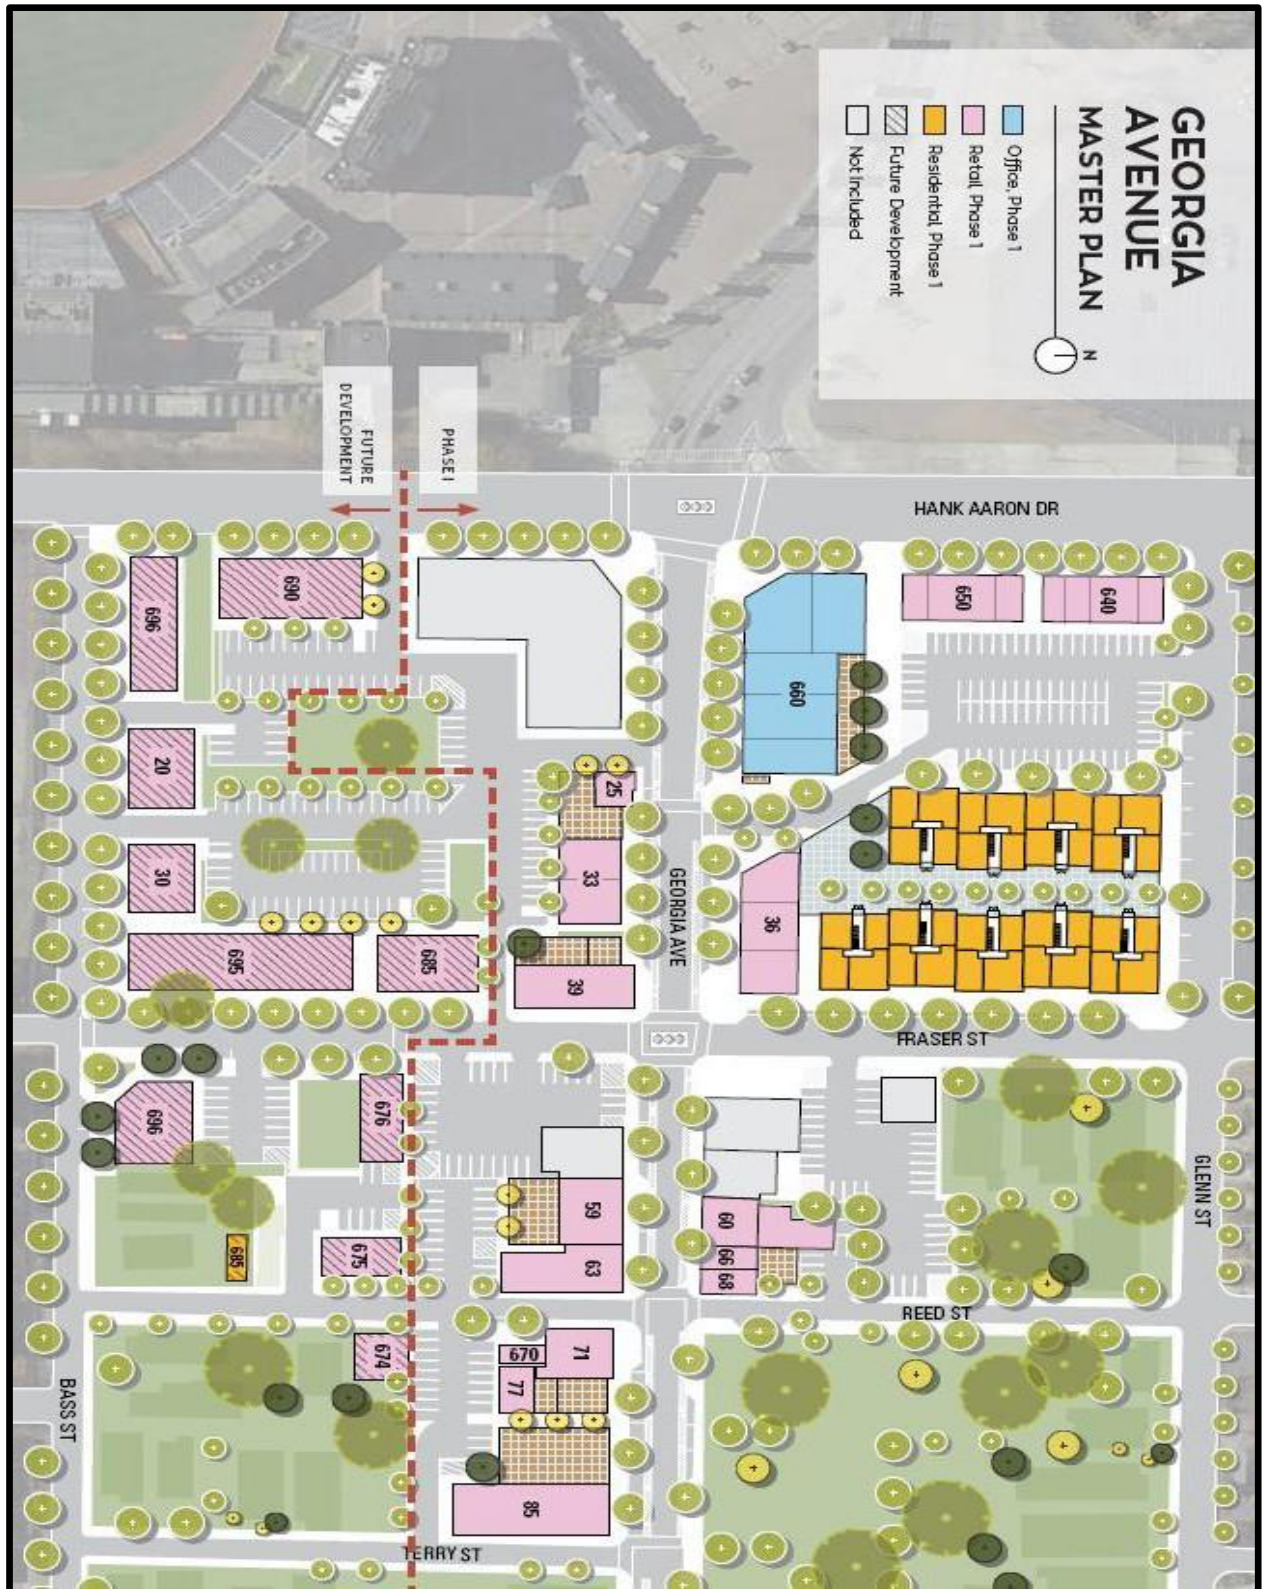 GEORGIA
AVENUE
MASTER PLAN
N
Office, Phase 1
Retail, Phase 1
Residential, Phase 1
Future Development
Not Included
PHASE I
FUTURE
DEVELOPMENT
HANK AARON DR
696
690
650
640
660
20
25
30
33
36
GEORGIA AVE
695
685
39
FRASER ST
696
676
GLENN ST
59
60
66
68
63
685
675
REED ST
674
670
71
77
BASS ST
85
TERRY ST